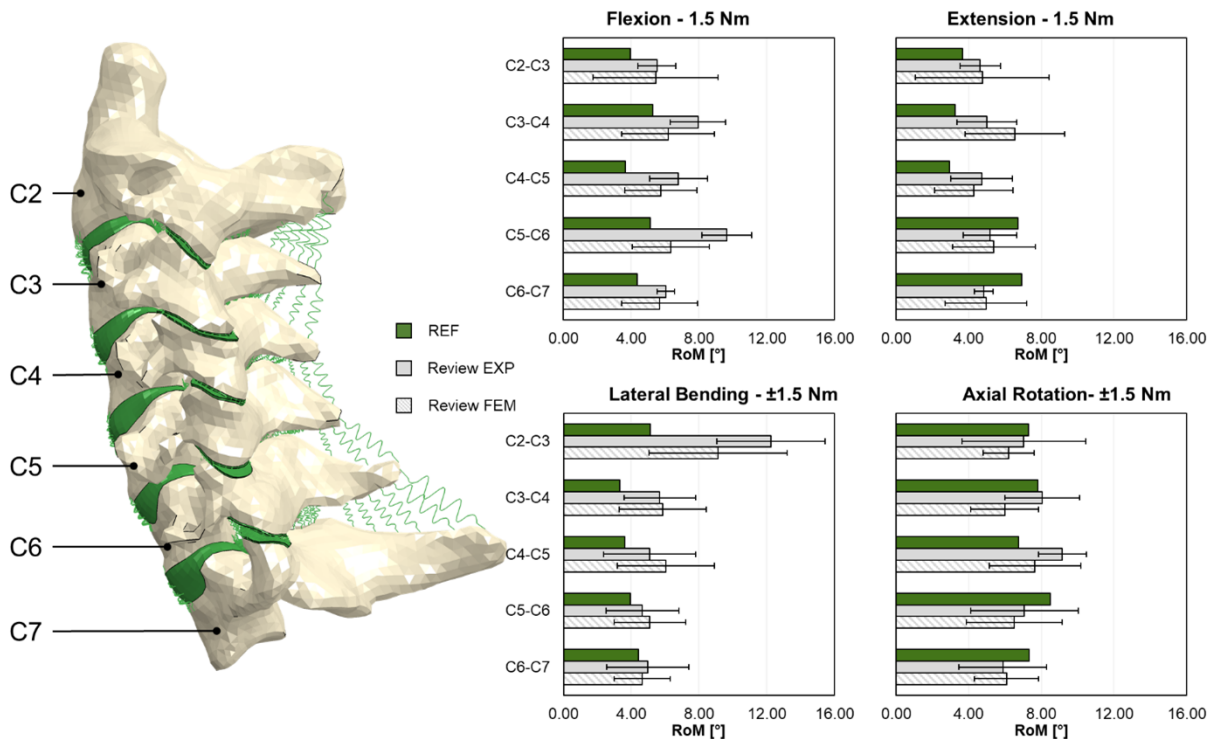 C2
C3
C4
C5
C6
C7
REF
Review EXP
Review FEM
Flexion - 1.5 Nm
C2-C3
C3-C4
C4-C5
C5-C6
C6-C7
0.00 4.00 8.00 12.00 16.00
RoM [°]
Extension - 1.5 Nm
0.00 4.00 8.00 12.00 16.00
RoM [°]
Lateral Bending - ±1.5 Nm
C2-C3
C3-C4
C4-C5
C5-C6
C6-C7
0.00 4.00 8.00 12.00 16.00
RoM [°]
Axial Rotation- ±1.5 Nm
0.00 4.00 8.00 12.00 16.00
RoM [°]